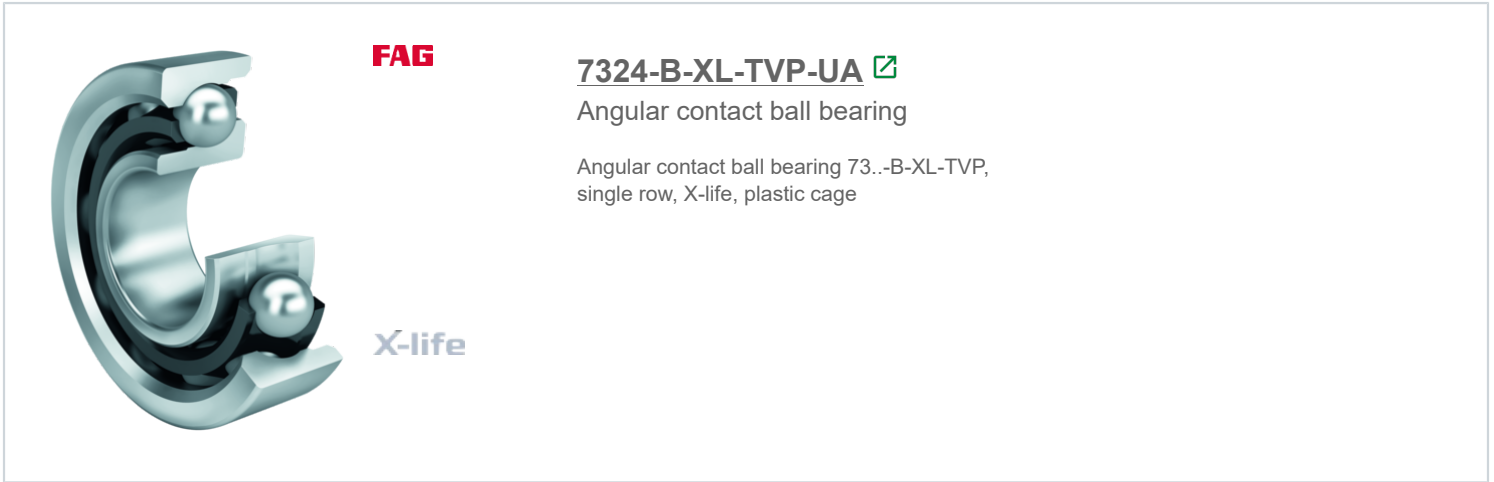 FAG
7324-B-XL-TVP-UA
Angular contact ball bearing
Angular contact ball bearing 73..-B-XL-TVP,
single row, X-life, plastic cage
X-life